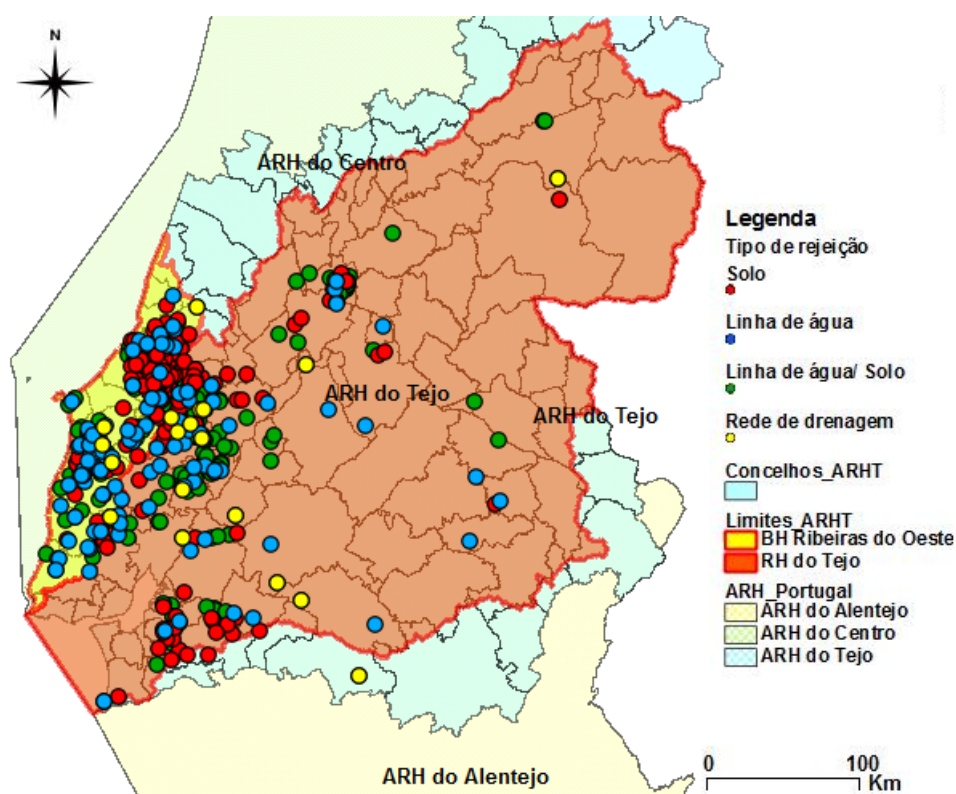 N
ARH do Centro
ARH do Tejo
ARH do Tejo
ARH do Alentejo
Legenda
Tipo de rejeição
Solo
Linha de água
Linha de água/ Solo
Rede de drenagem
Concelhos_ARHT
Limites_ARHT
BH Ribeiras do Oeste
RH do Tejo
ARH_Portugal
ARH do Alentejo
ARH do Centro
ARH do Tejo
0 100
Km